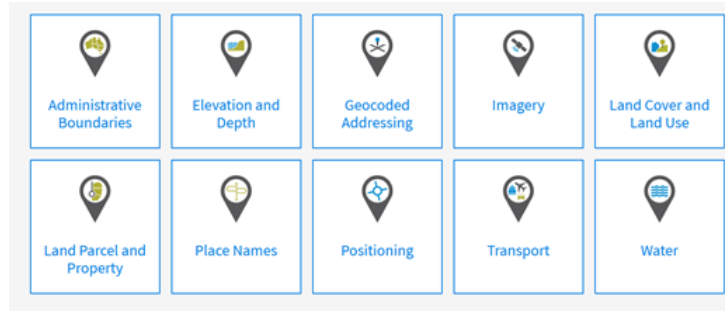 Administrative
Boundaries
Elevation and
Depth
Geocoded
Addressing
Imagery
Land Cover and
Land Use
Land Parcel and
Property
Place Names
Positioning
Transport
Water